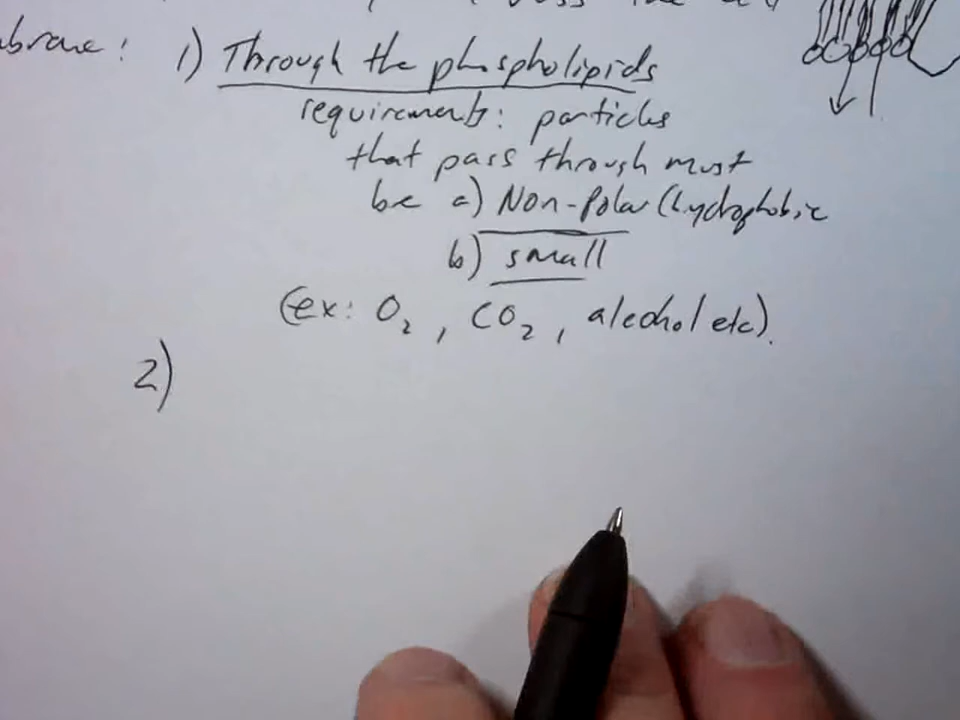 brane: 1) Through the phospholipids
requirements: particles
that pass through must
be a) Non-Polar (hydrophobic
b) small
(ex: O2, CO2, alcohol etc).
2)